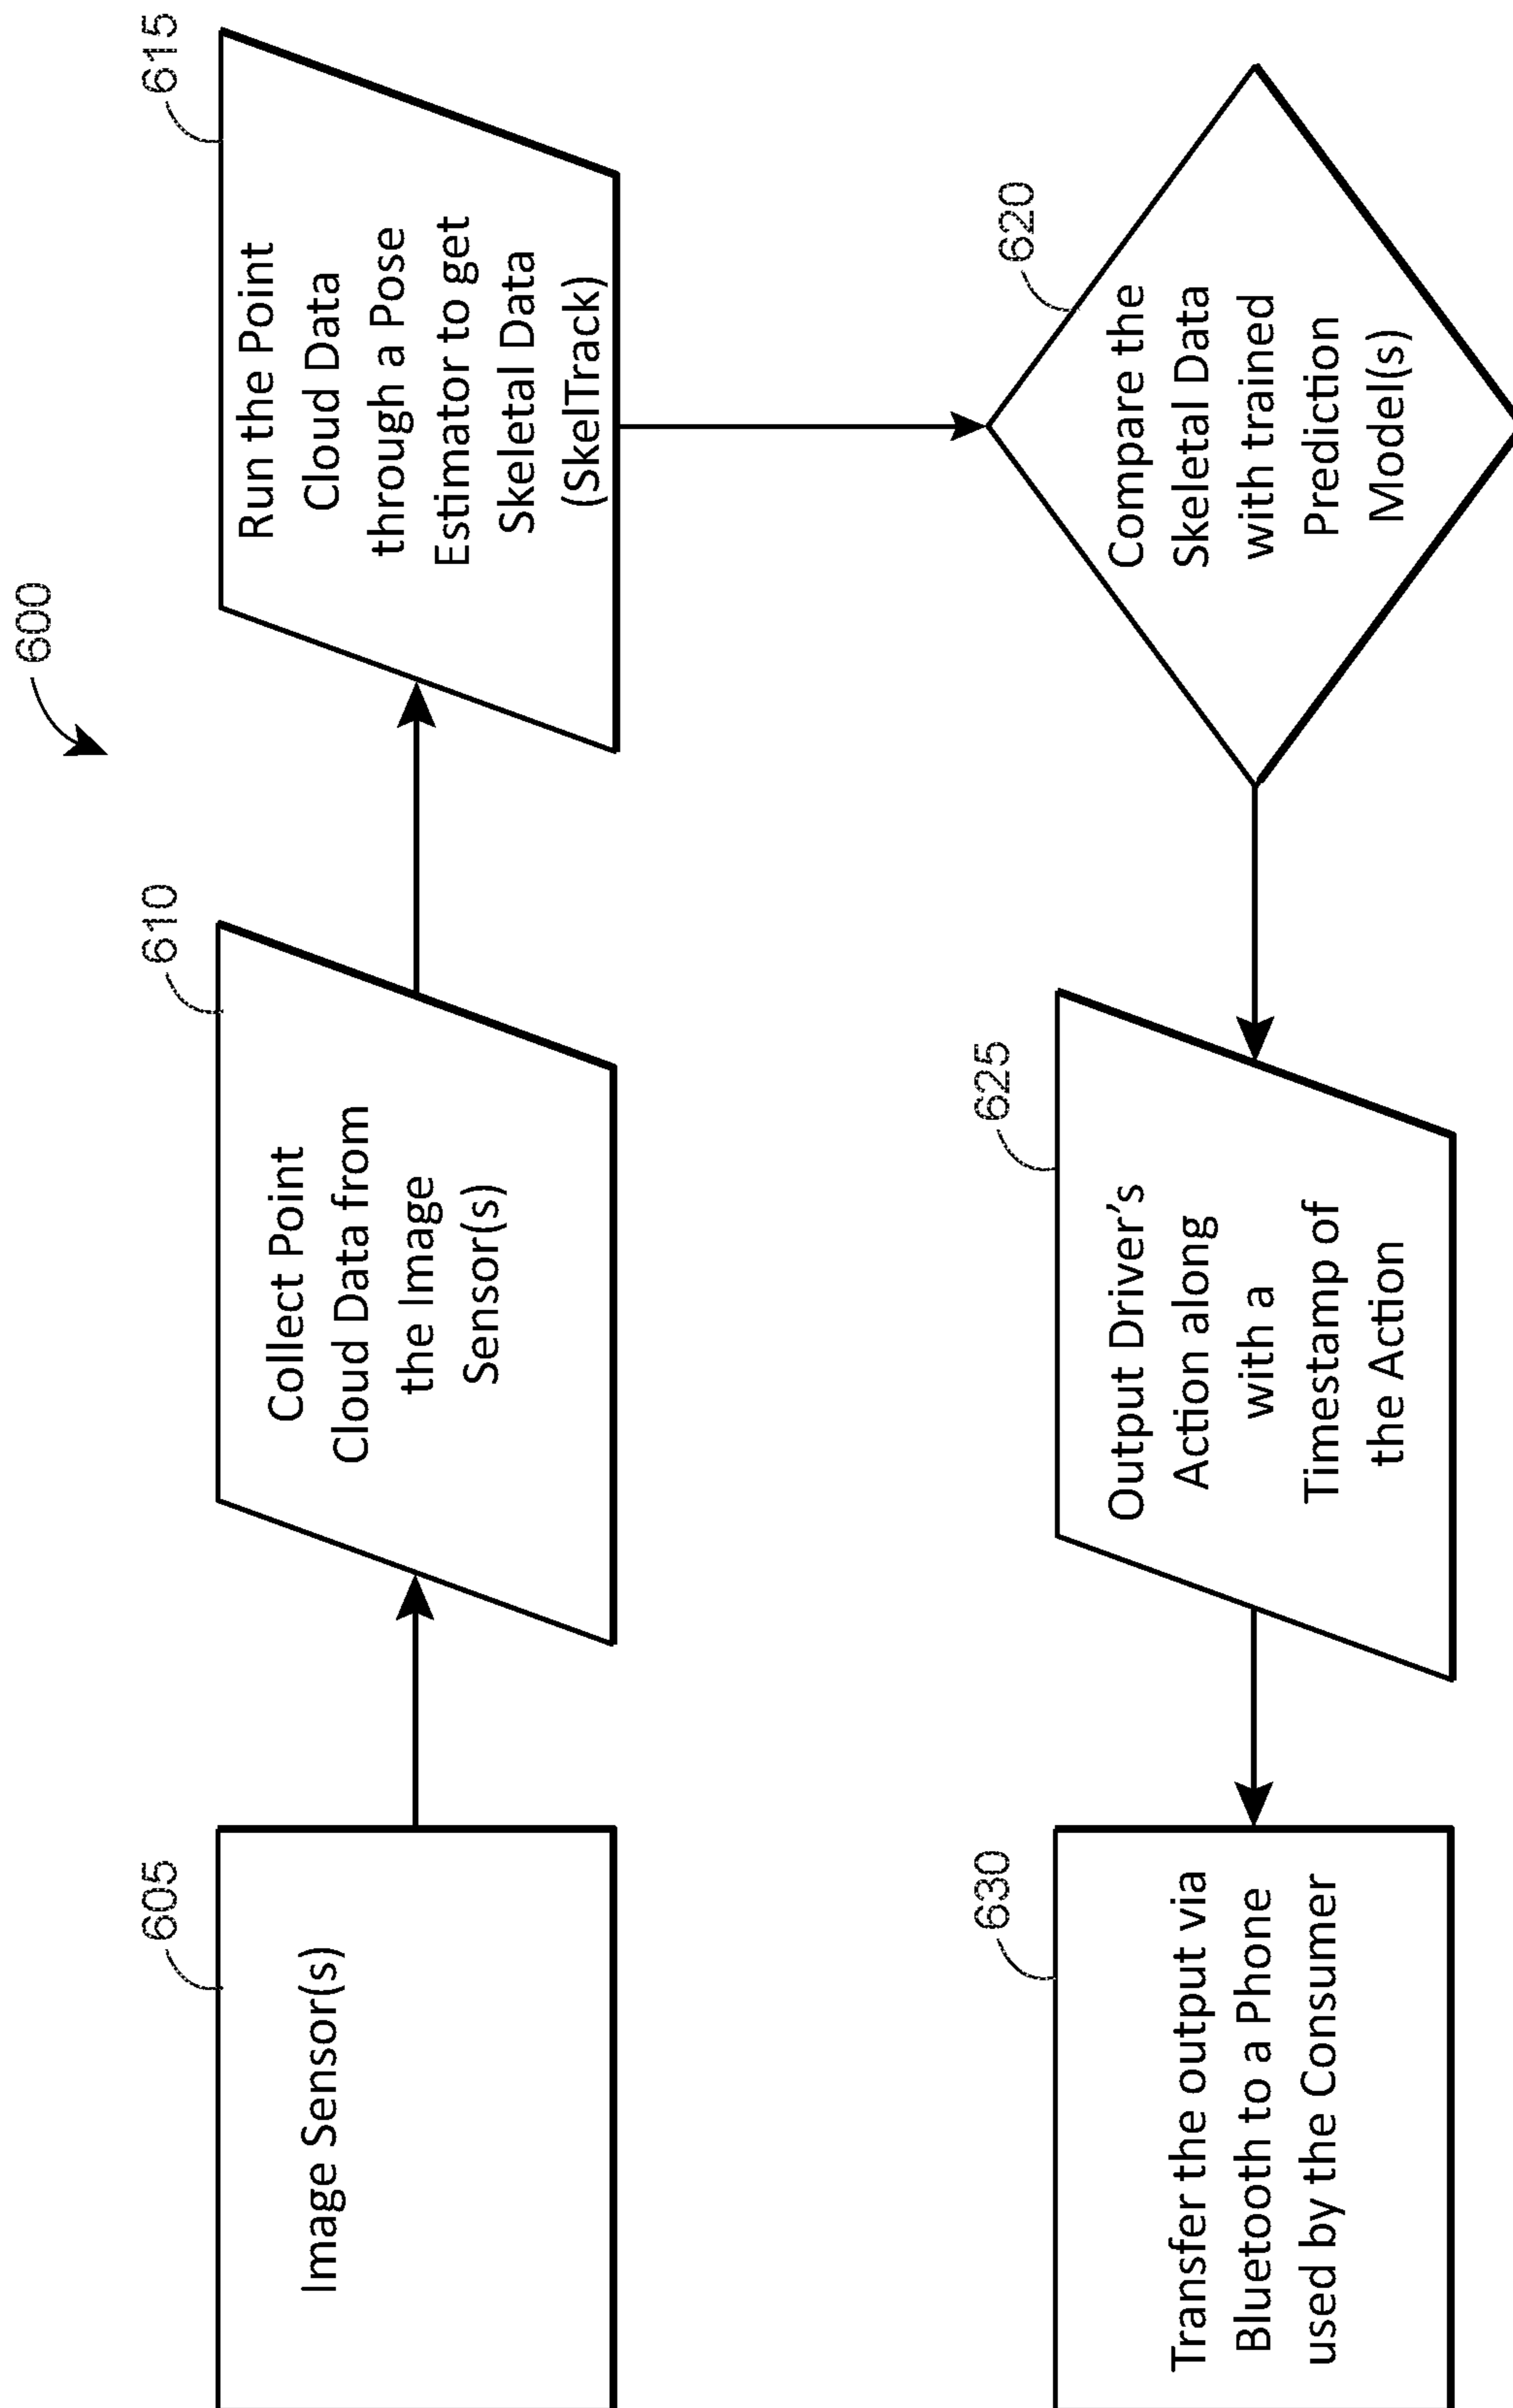 600
605
Image Sensor(s)
610
Collect Point
Cloud Data from
the Image
Sensor(s)
615
Run the Point
Cloud Data
through a Pose
Estimator to get
Skeletal Data
(SkelTrack)
620
Compare the
Skeletal Data
with trained
Prediction
Model(s)
625
Output Driver’s
Action along
with a
Timestamp of
the Action
630
Transfer the output via
Bluetooth to a Phone
used by the Consumer